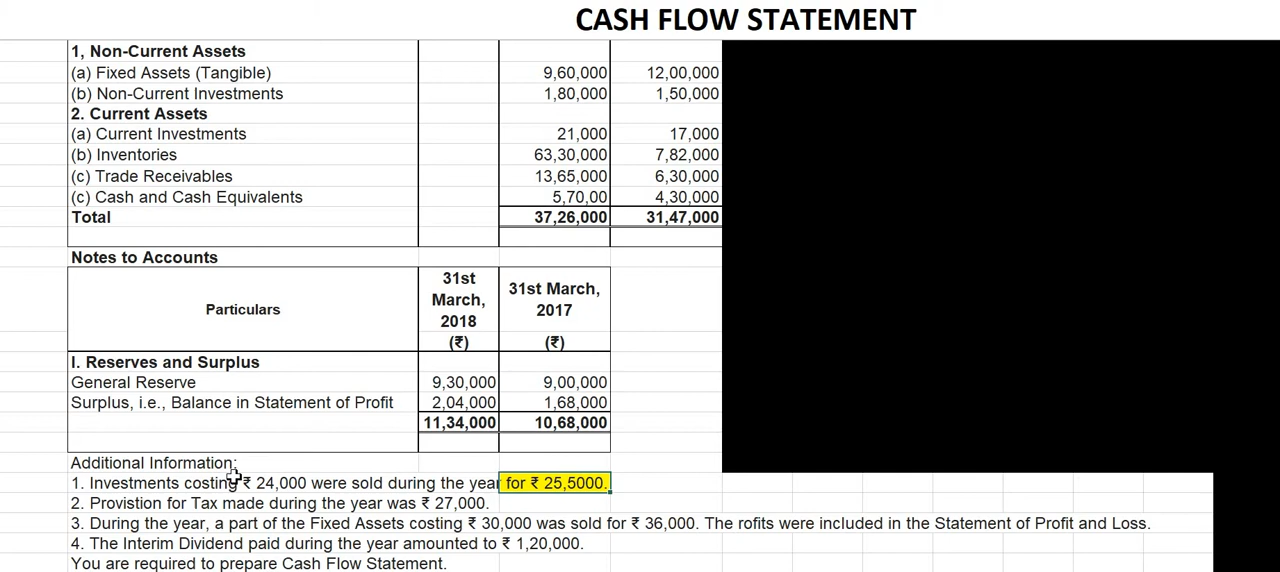 CASH FLOW STATEMENT
1, Non-Current Assets
(a) Fixed Assets (Tangible) 9,60,000 12,00,000
(b) Non-Current Investments 1,80,000 1,50,000
2. Current Assets
(a) Current Investments 21,000 17,000
(b) Inventories 63,30,000 7,82,000
(c) Trade Receivables 13,65,000 6,30,000
(c) Cash and Cash Equivalents 5,70,00 4,30,000
Total 37,26,000 31,47,000
Notes to Accounts
Particulars 31st March, 2018 (₹) 31st March, 2017 (₹)
I. Reserves and Surplus
General Reserve 9,30,000 9,00,000
Surplus, i.e., Balance in Statement of Profit 2,04,000 1,68,000
11,34,000 10,68,000
Additional Information:
1. Investments costing ₹ 24,000 were sold during the year for ₹ 25,5000.
2. Provistion for Tax made during the year was ₹ 27,000.
3. During the year, a part of the Fixed Assets costing ₹ 30,000 was sold for ₹ 36,000. The rofits were included in the Statement of Profit and Loss.
4. The Interim Dividend paid during the year amounted to ₹ 1,20,000.
You are required to prepare Cash Flow Statement.